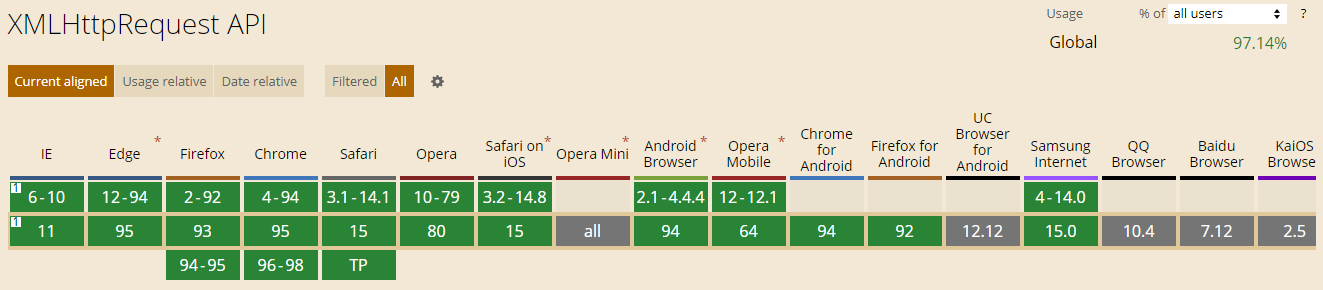 XMLHttpRequest API
Usage % of all users ?
Global 97.14%
Current aligned Usage relative Date relative Filtered All
IE Edge * Firefox Chrome Safari Opera Safari on iOS * Opera Mini * Android Browser * Opera Mobile * Chrome for Android Firefox for Android UC Browser for Android Samsung Internet QQ Browser Baidu Browser KaiOS Browse
1 6-10 12-94 2-92 4-94 3.1-14.1 10-79 3.2-14.8 2.1-4.4.4 12-12.1 4-14.0
1 11 95 93 95 15 80 15 all 94 64 94 92 12.12 15.0 10.4 7.12 2.5
94-95 96-98 TP